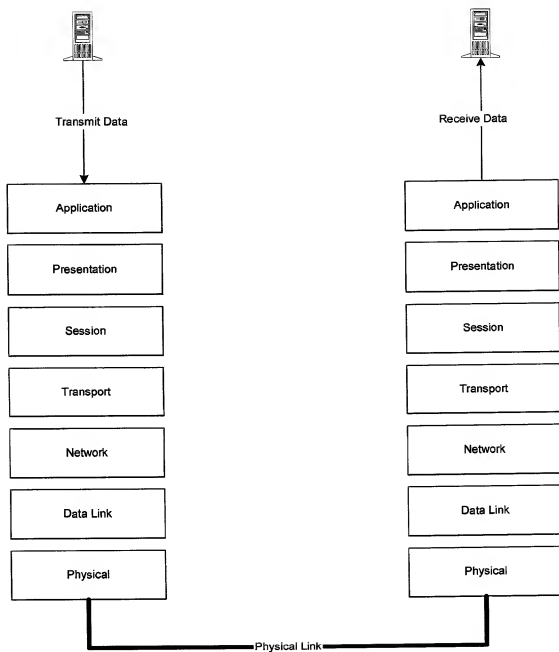 Transmit Data
Receive Data
Application
Application
Presentation
Presentation
Session
Session
Transport
Transport
Network
Network
Data Link
Data Link
Physical
Physical
Physical Link